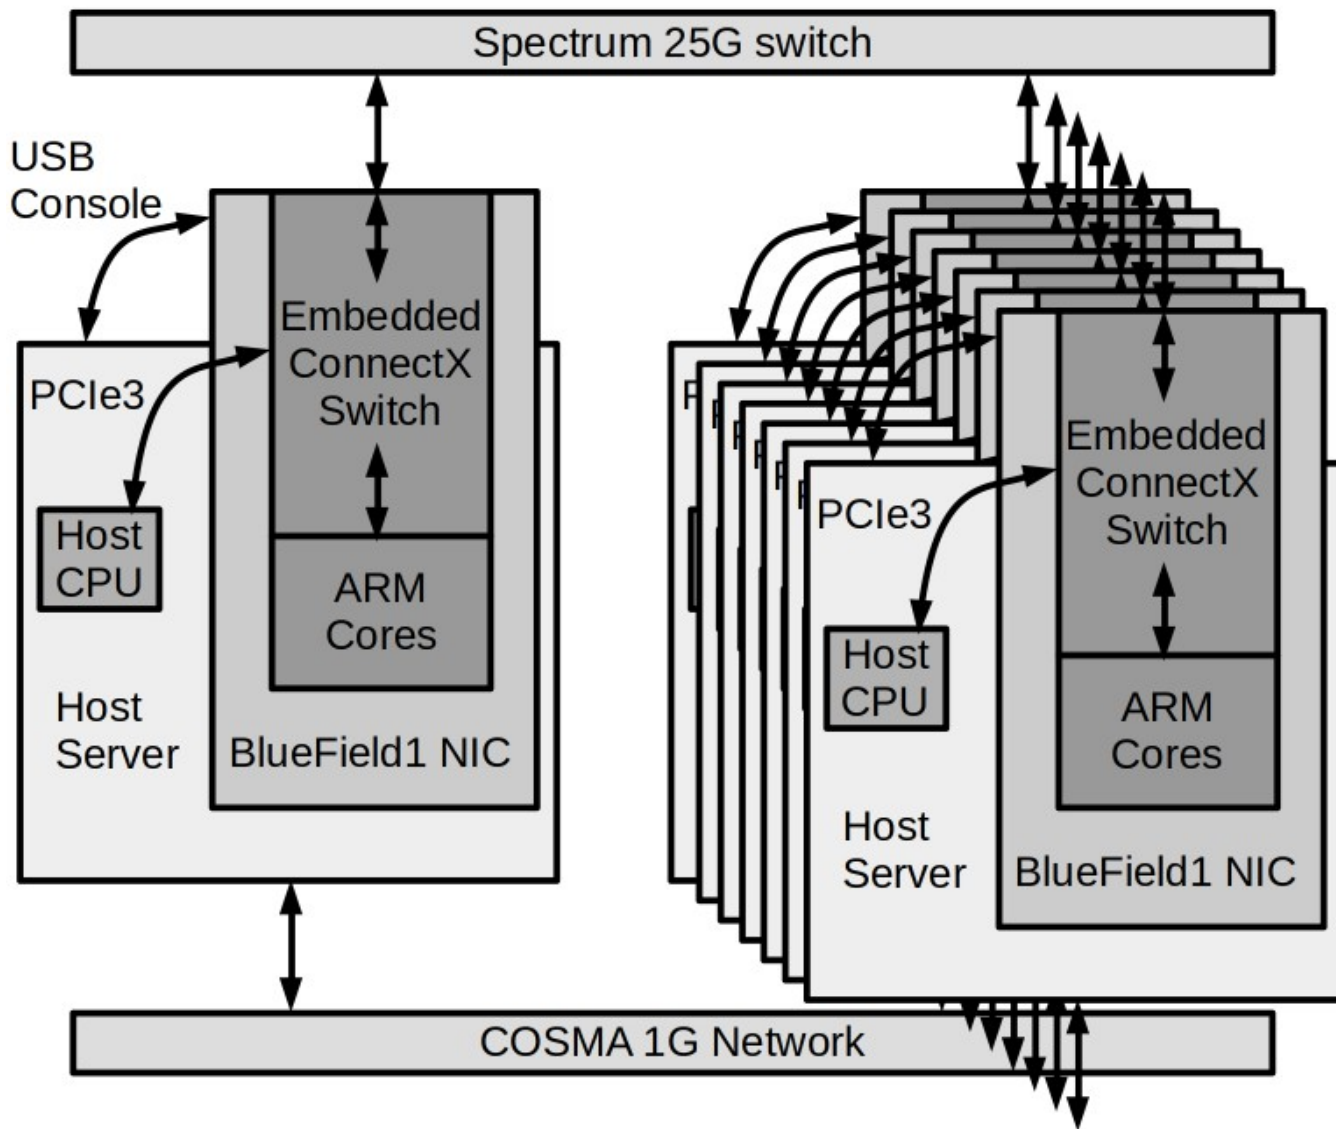 Spectrum 25G switch
USB
Console
Embedded
ConnectX
Switch
PCIe3
Host
CPU
ARM
Cores
Host
Server
BlueField1 NIC
Embedded
ConnectX
Switch
PCIe3
Host
CPU
ARM
Cores
Host
Server
BlueField1 NIC
COSMA 1G Network